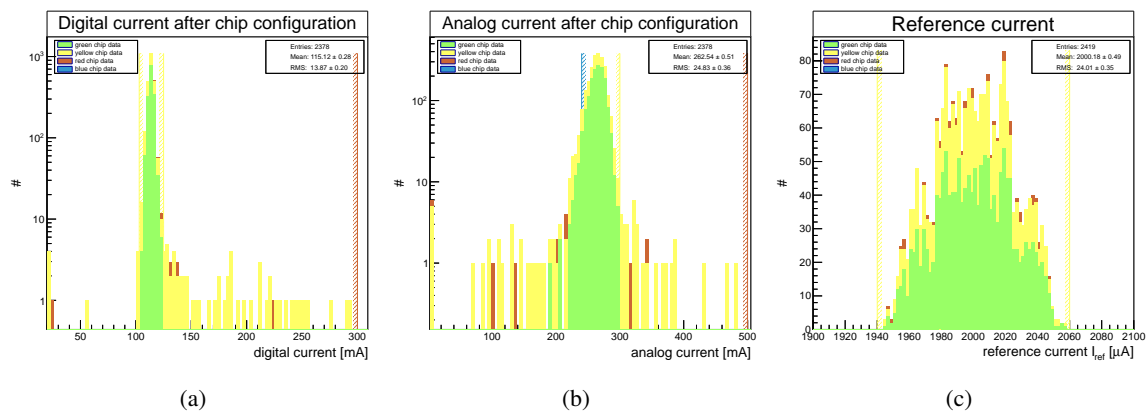 Digital current after chip configuration
green chip data
yellow chip data
red chip data
blue chip data
Entries: 2378
Mean: 115.12 ± 0.28
RMS: 13.87 ± 0.20
#
10³
10²
10
1
50 100 150 200 250 300
digital current [mA]
(a)
Analog current after chip configuration
green chip data
yellow chip data
red chip data
blue chip data
Entries: 2378
Mean: 262.54 ± 0.51
RMS: 24.83 ± 0.36
#
10²
10
1
0 100 200 300 400 500
analog current [mA]
(b)
Reference current
green chip data
yellow chip data
red chip data
blue chip data
Entries: 2419
Mean: 2000.18 ± 0.49
RMS: 24.01 ± 0.35
#
80
70
60
50
40
30
20
10
0
1900 1920 1940 1960 1980 2000 2020 2040 2060 2080 2100
reference current I_ref [µA]
(c)